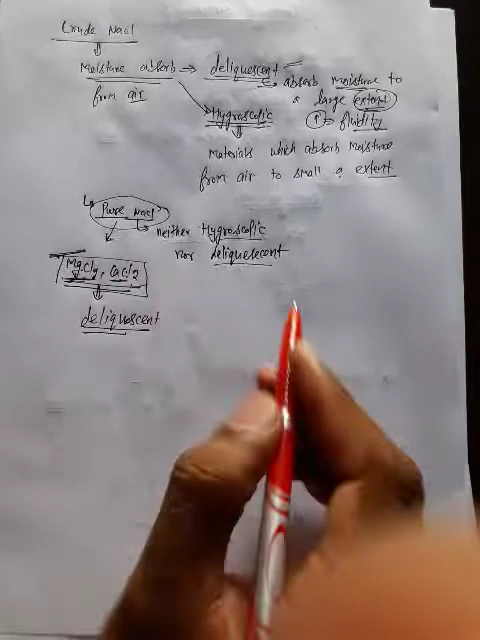 Crude NaCl
⇓
Moisture absorb → deliquescent
from air
↳ absorb moisture to
a large extent
↑ ⇒ fluidity
Hygroscopic
⇓
Materials which absorb Moisture
from air to small a extent
"Pure NaCl"
↳ neither Hygroscopic
nor deliquesecent
MgCl2, CaCl2
⇓
deliquescent